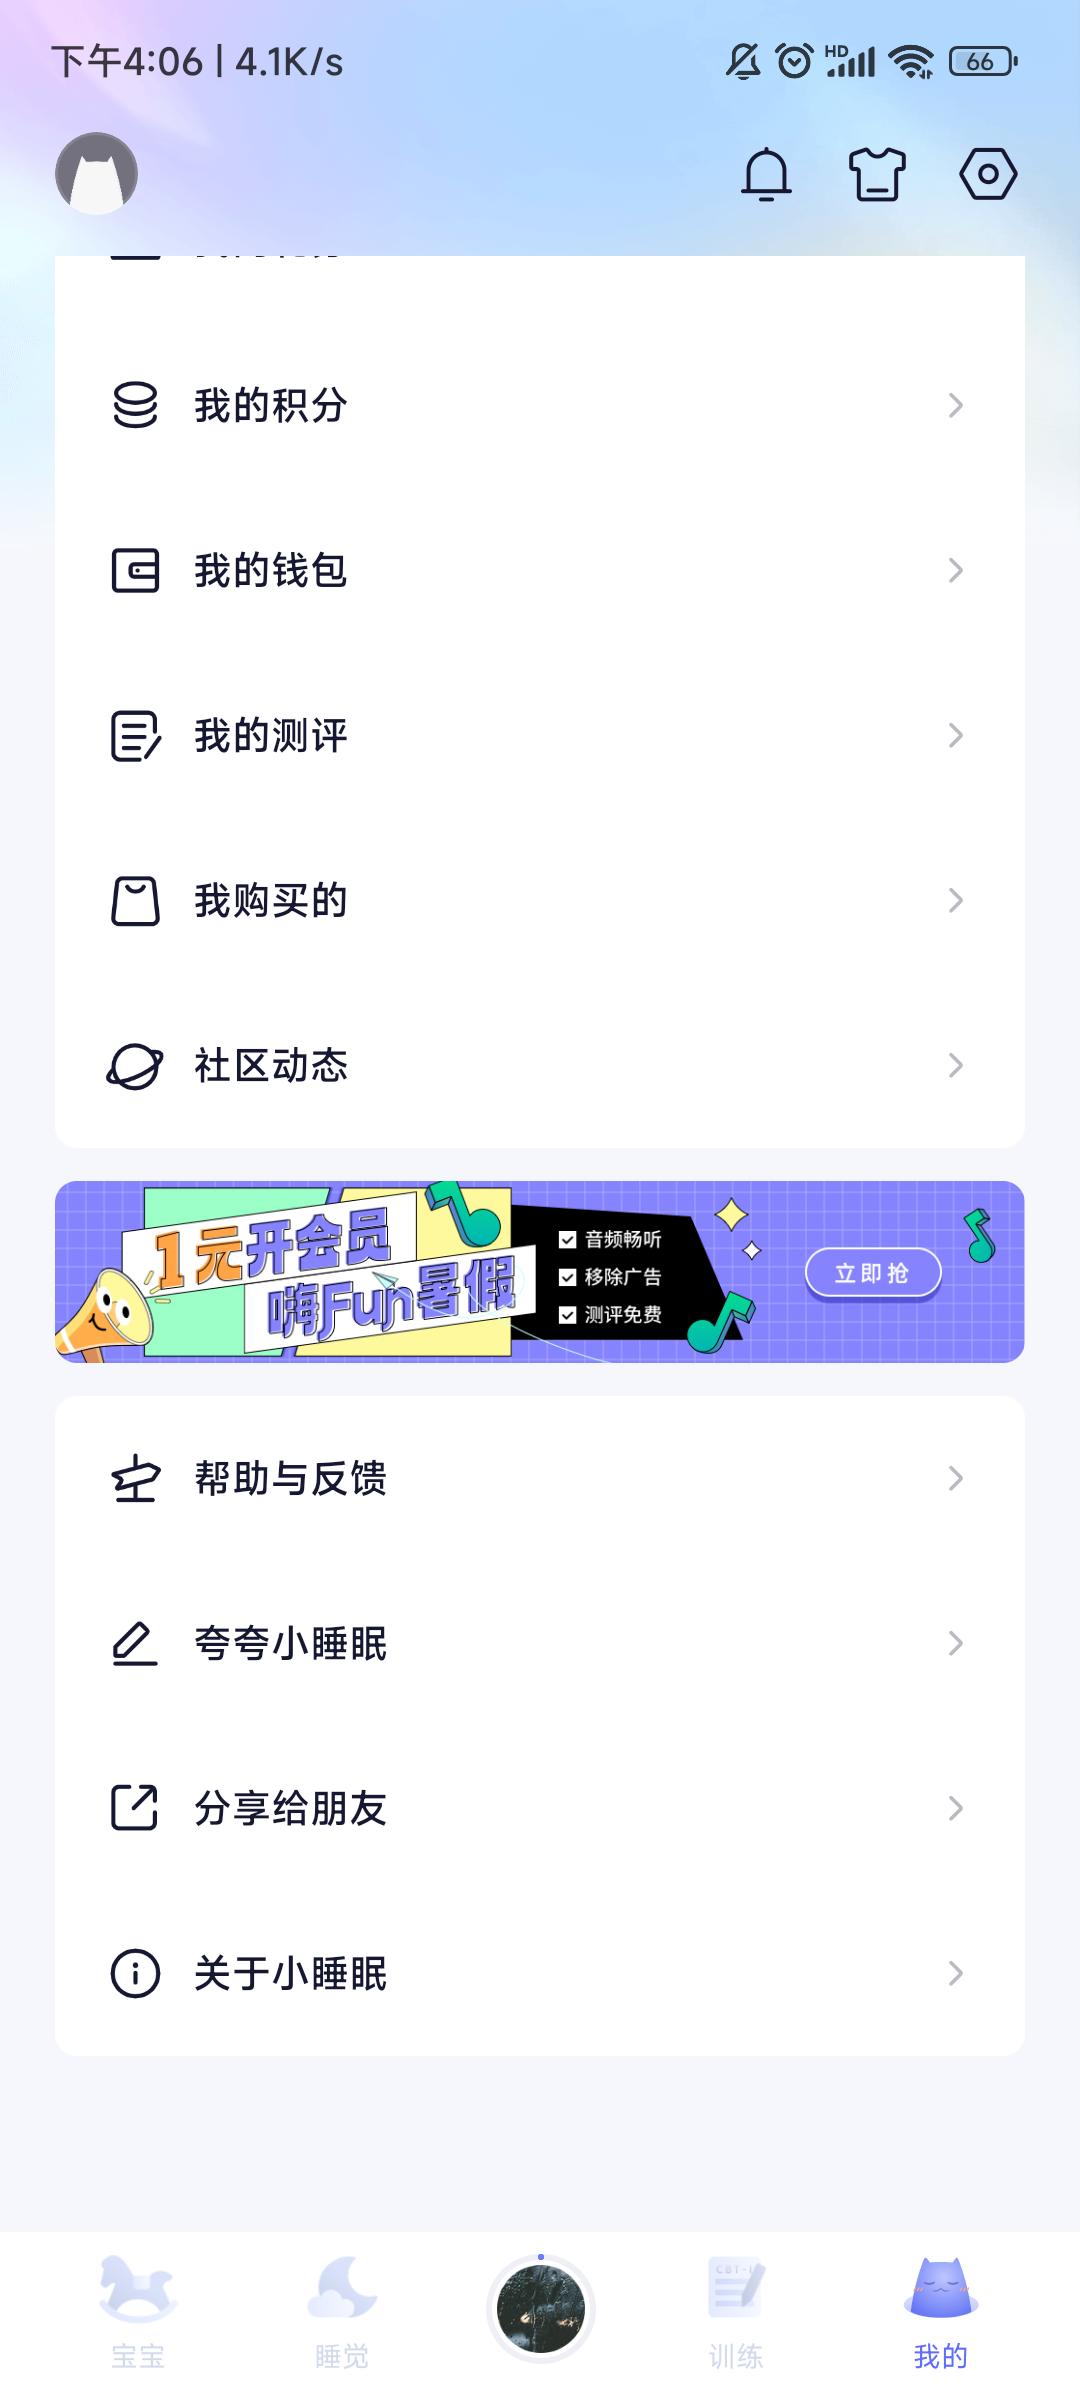 下午4:06 | 4.1K/s
HD
66
我的积分
我的钱包
我的测评
我购买的
社区动态
1元开会员
嗨Fun暑假
音频畅听
移除广告
测评免费
立即抢
帮助与反馈
夸夸小睡眠
分享给朋友
关于小睡眠
CBT-I
宝宝
睡觉
训练
我的